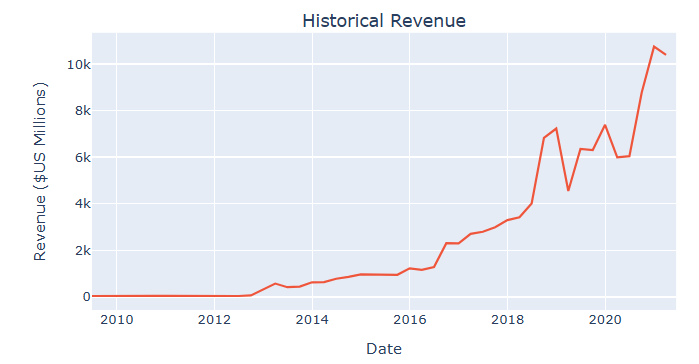 Historical Revenue
Revenue ($US Millions)
10k
8k
6k
4k
2k
0
2010 2012 2014 2016 2018 2020
Date